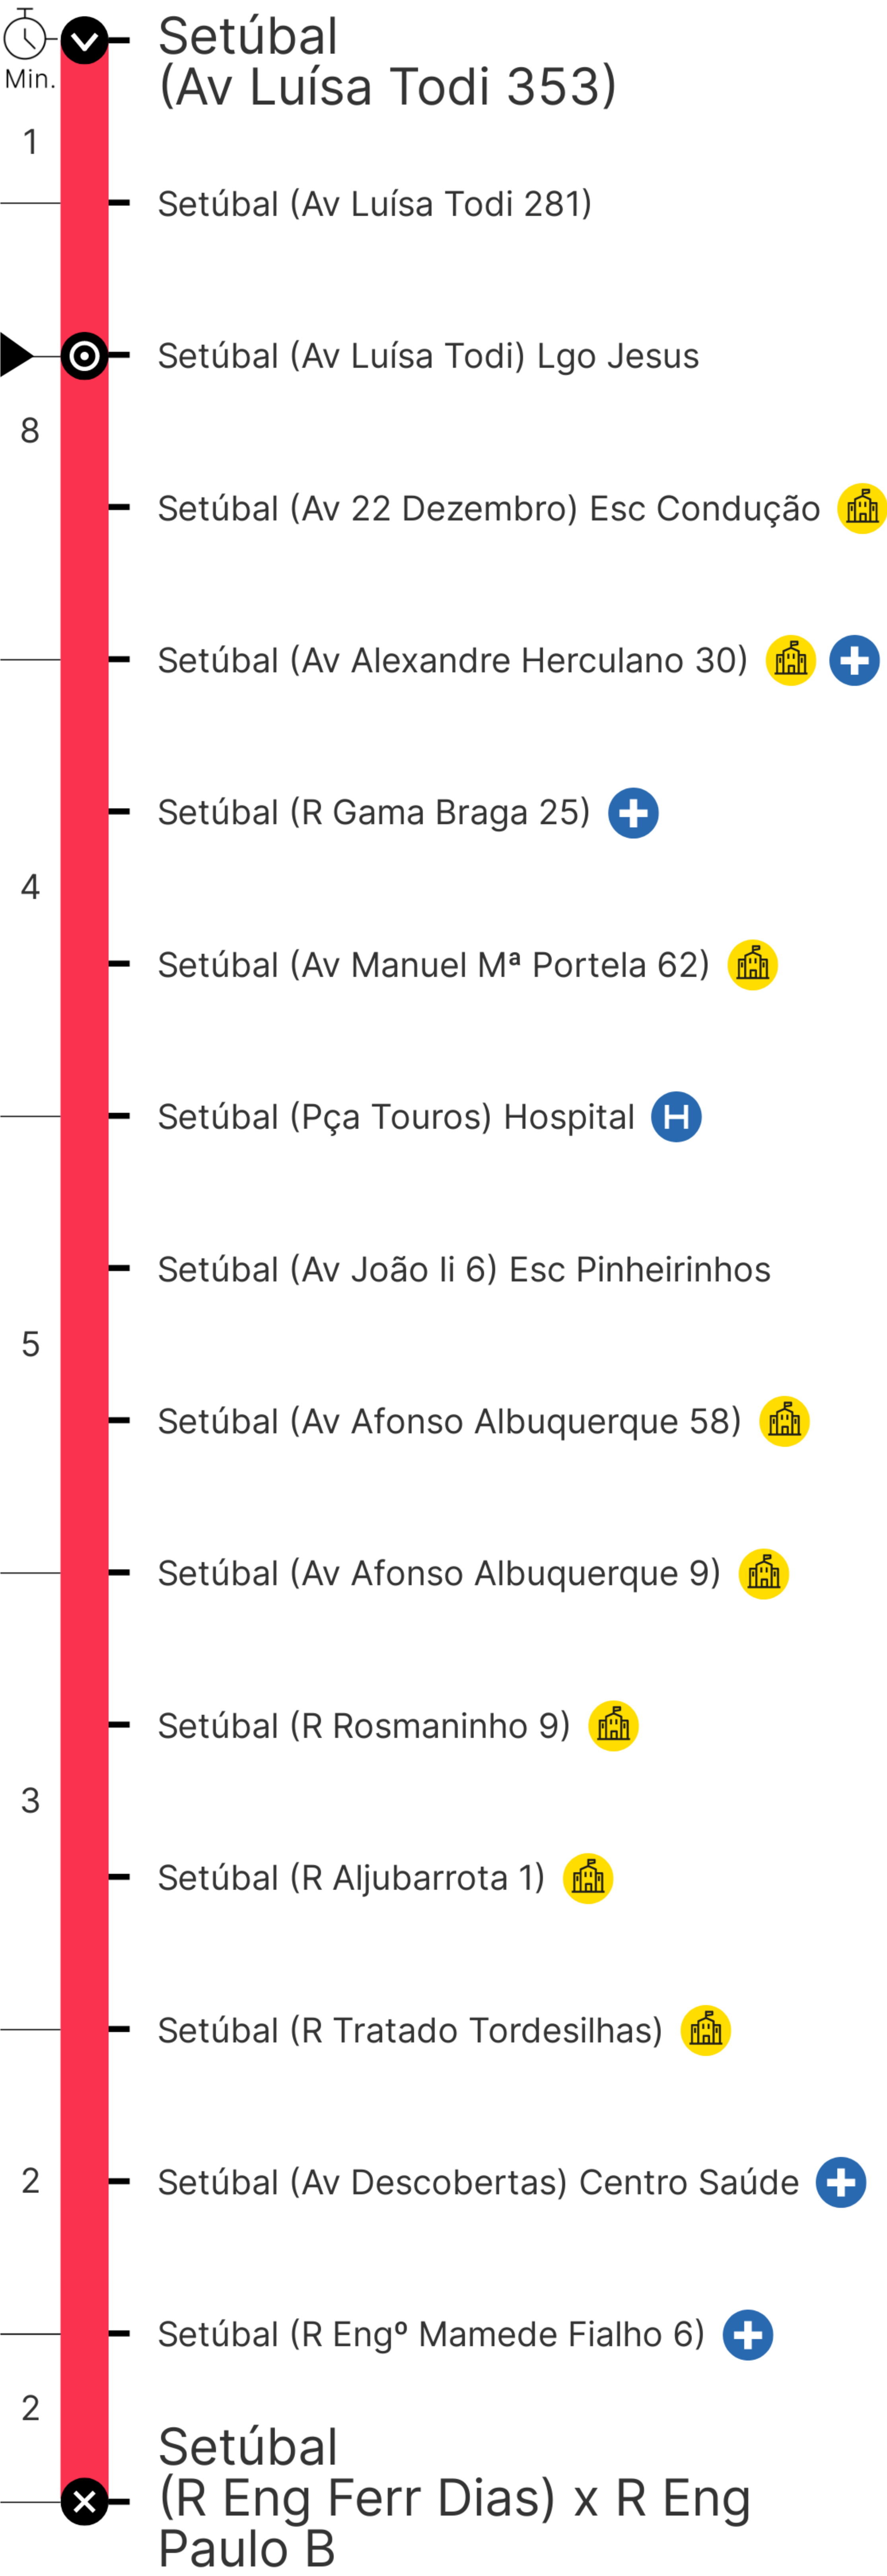 Setúbal
(Av Luísa Todi 353)
Min.
1
Setúbal (Av Luísa Todi 281)
Setúbal (Av Luísa Todi) Lgo Jesus
8
Setúbal (Av 22 Dezembro) Esc Condução
Setúbal (Av Alexandre Herculano 30)
Setúbal (R Gama Braga 25)
4
Setúbal (Av Manuel Mª Portela 62)
Setúbal (Pça Touros) Hospital H
Setúbal (Av João Ii 6) Esc Pinheirinhos
5
Setúbal (Av Afonso Albuquerque 58)
Setúbal (Av Afonso Albuquerque 9)
Setúbal (R Rosmaninho 9)
3
Setúbal (R Aljubarrota 1)
Setúbal (R Tratado Tordesilhas)
2
Setúbal (Av Descobertas) Centro Saúde
Setúbal (R Engº Mamede Fialho 6)
2
Setúbal
(R Eng Ferr Dias) x R Eng
Paulo B